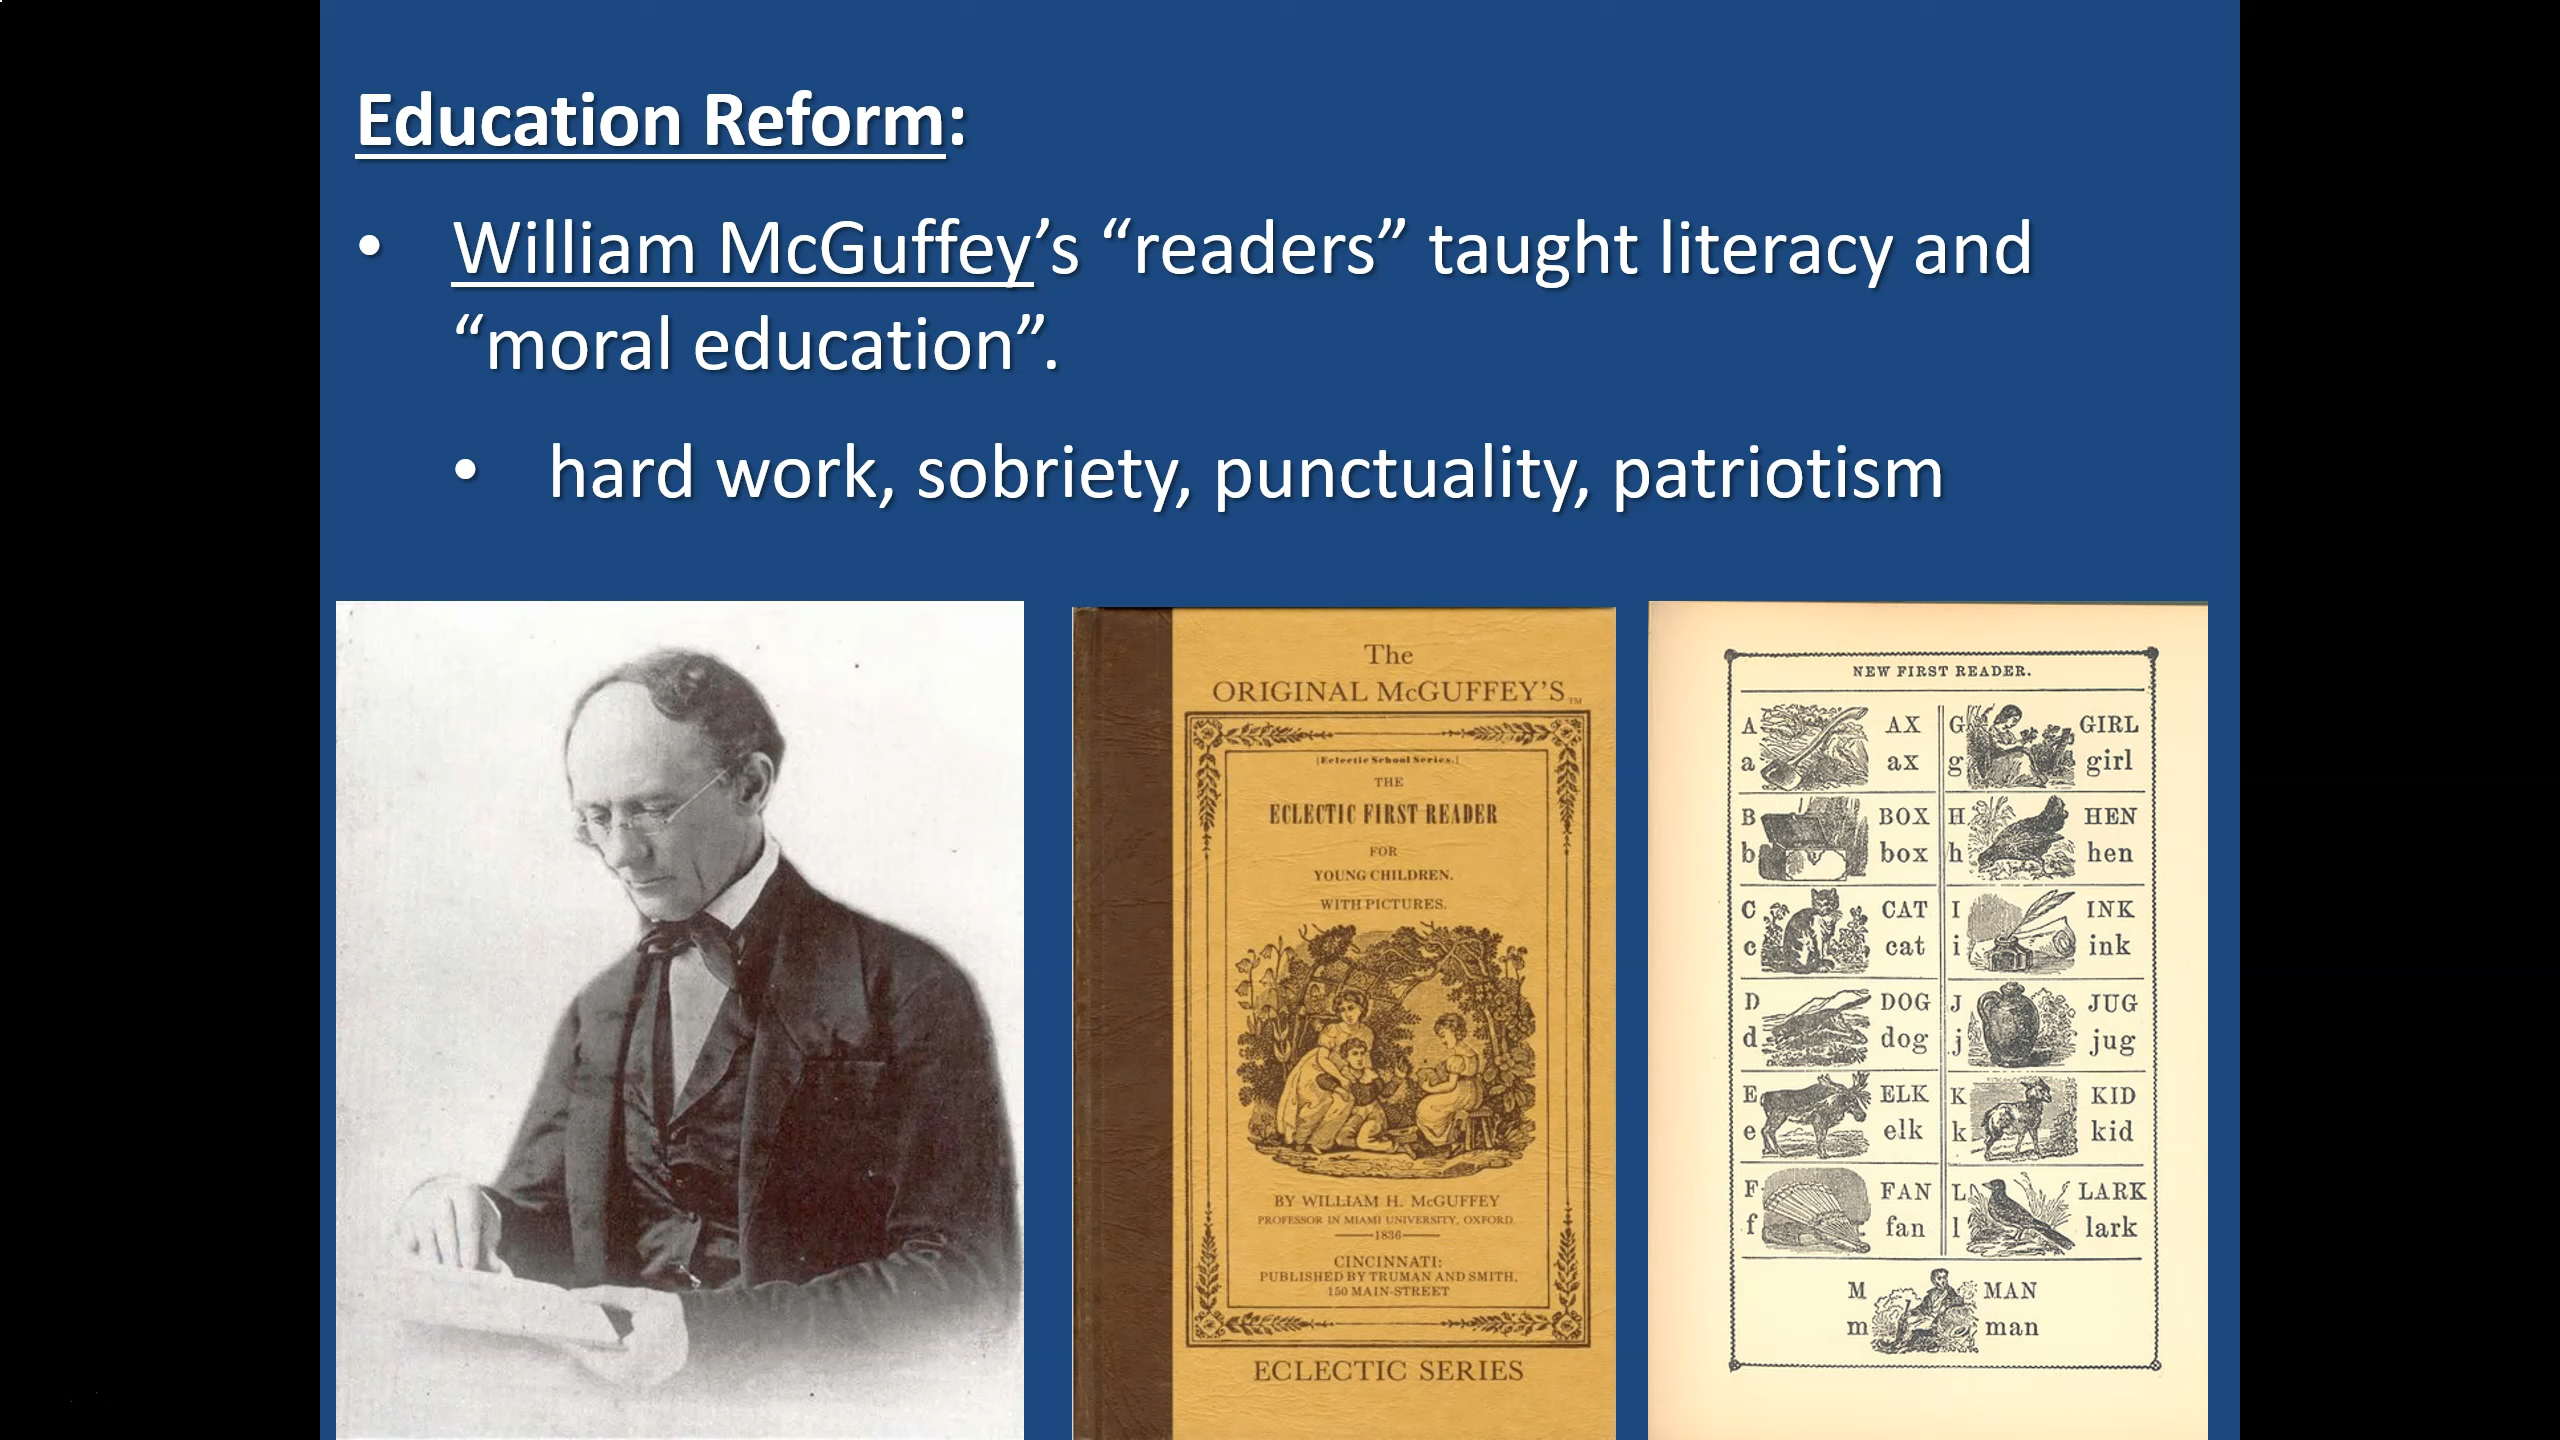 Education Reform:
• William McGuffey’s “readers” taught literacy and
“moral education”.
• hard work, sobriety, punctuality, patriotism
The
ORIGINAL McGUFFEY’S™
[Eclectic School Series.]
THE
ECLECTIC FIRST READER
FOR
YOUNG CHILDREN.
WITH PICTURES.
BY WILLIAM H. McGUFFEY
PROFESSOR IN MIAMI UNIVERSITY, OXFORD
1836
CINCINNATI:
PUBLISHED BY TRUMAN AND SMITH,
150 MAIN-STREET
ECLECTIC SERIES
NEW FIRST READER.
A AX
a ax
B BOX
b box
C CAT
c cat
D DOG
d dog
E ELK
e elk
F FAN
f fan
G GIRL
g girl
H HEN
h hen
I INK
i ink
J JUG
j jug
K KID
k kid
L LARK
l lark
M MAN
m man